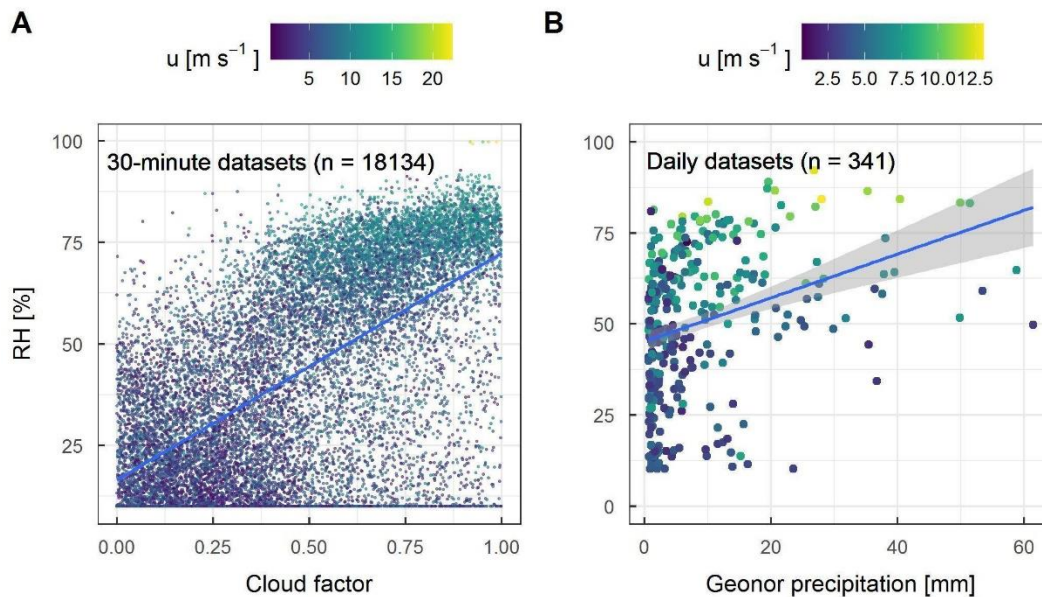 A
u [m s⁻¹ ]
5 10 15 20
B
u [m s⁻¹ ]
2.5 5.0 7.5 10.0 12.5
30-minute datasets (n = 18134)
100
75
50
25
RH [%]
0.00 0.25 0.50 0.75 1.00
Cloud factor
Daily datasets (n = 341)
100
75
50
25
0
0 20 40 60
Geonor precipitation [mm]